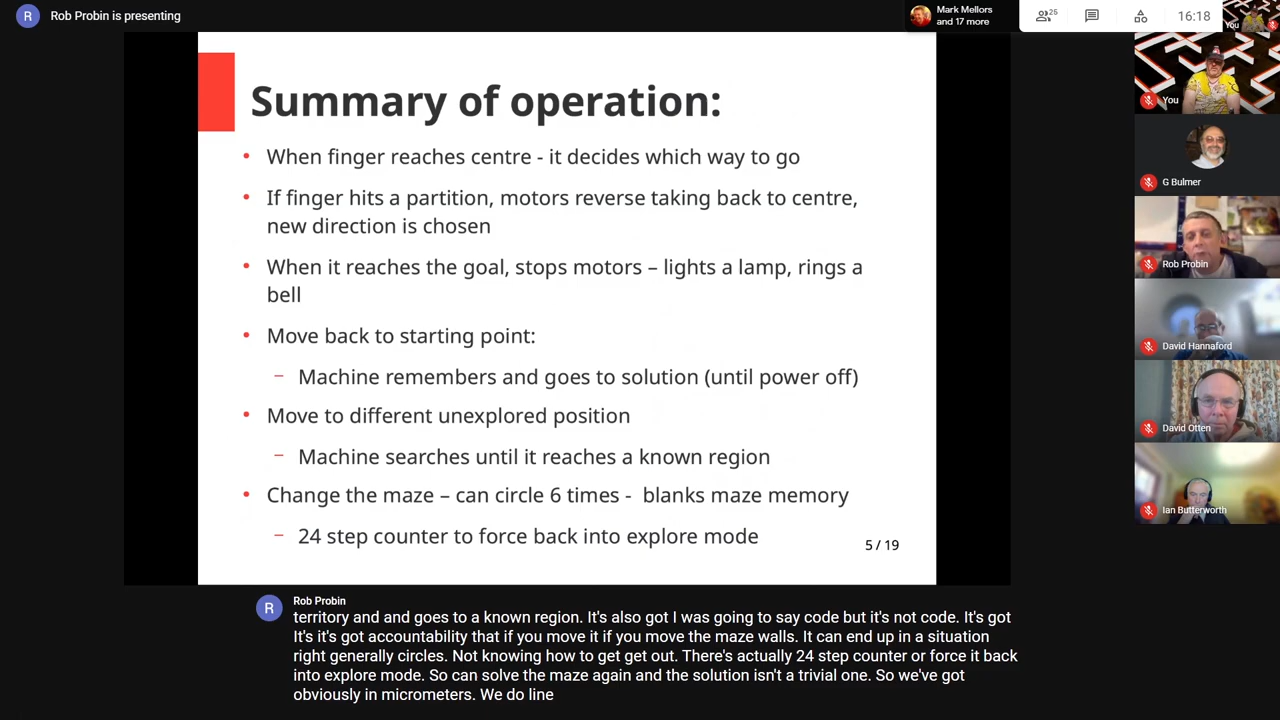 R
Rob Probin is presenting
Mark Mellors
and 17 more
25
16:18
You
Summary of operation:
• When finger reaches centre - it decides which way to go
• If finger hits a partition, motors reverse taking back to centre,
new direction is chosen
• When it reaches the goal, stops motors – lights a lamp, rings a
bell
• Move back to starting point:
– Machine remembers and goes to solution (until power off)
• Move to different unexplored position
– Machine searches until it reaches a known region
• Change the maze – can circle 6 times - blanks maze memory
– 24 step counter to force back into explore mode
5 / 19
You
G Bulmer
Rob Probin
David Hannaford
David Otten
Ian Butterworth
R
Rob Probin
territory and and goes to a known region. It's also got I was going to say code but it's not code. It's got
It's it's got accountability that if you move it if you move the maze walls. It can end up in a situation
right generally circles. Not knowing how to get get out. There's actually 24 step counter or force it back
into explore mode. So can solve the maze again and the solution isn't a trivial one. So we've got
obviously in micrometers. We do line